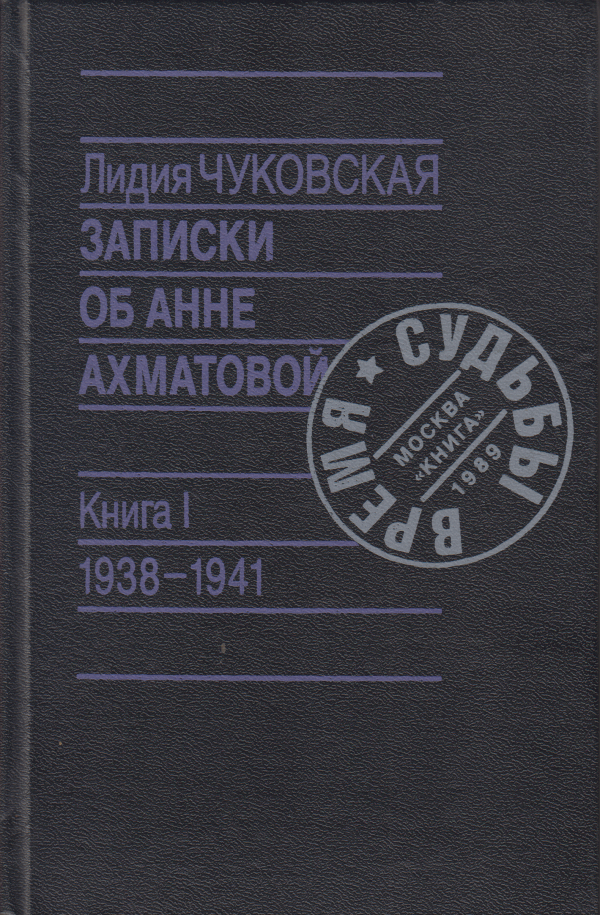 Лидия ЧУКОВСКАЯ
ЗАПИСКИ
ОБ АННЕ
АХМАТОВОЙ
Книга I
1938–1941
ВРЕМЯ ★ СУДЬБЫ
МОСКВА
«КНИГА»
1989